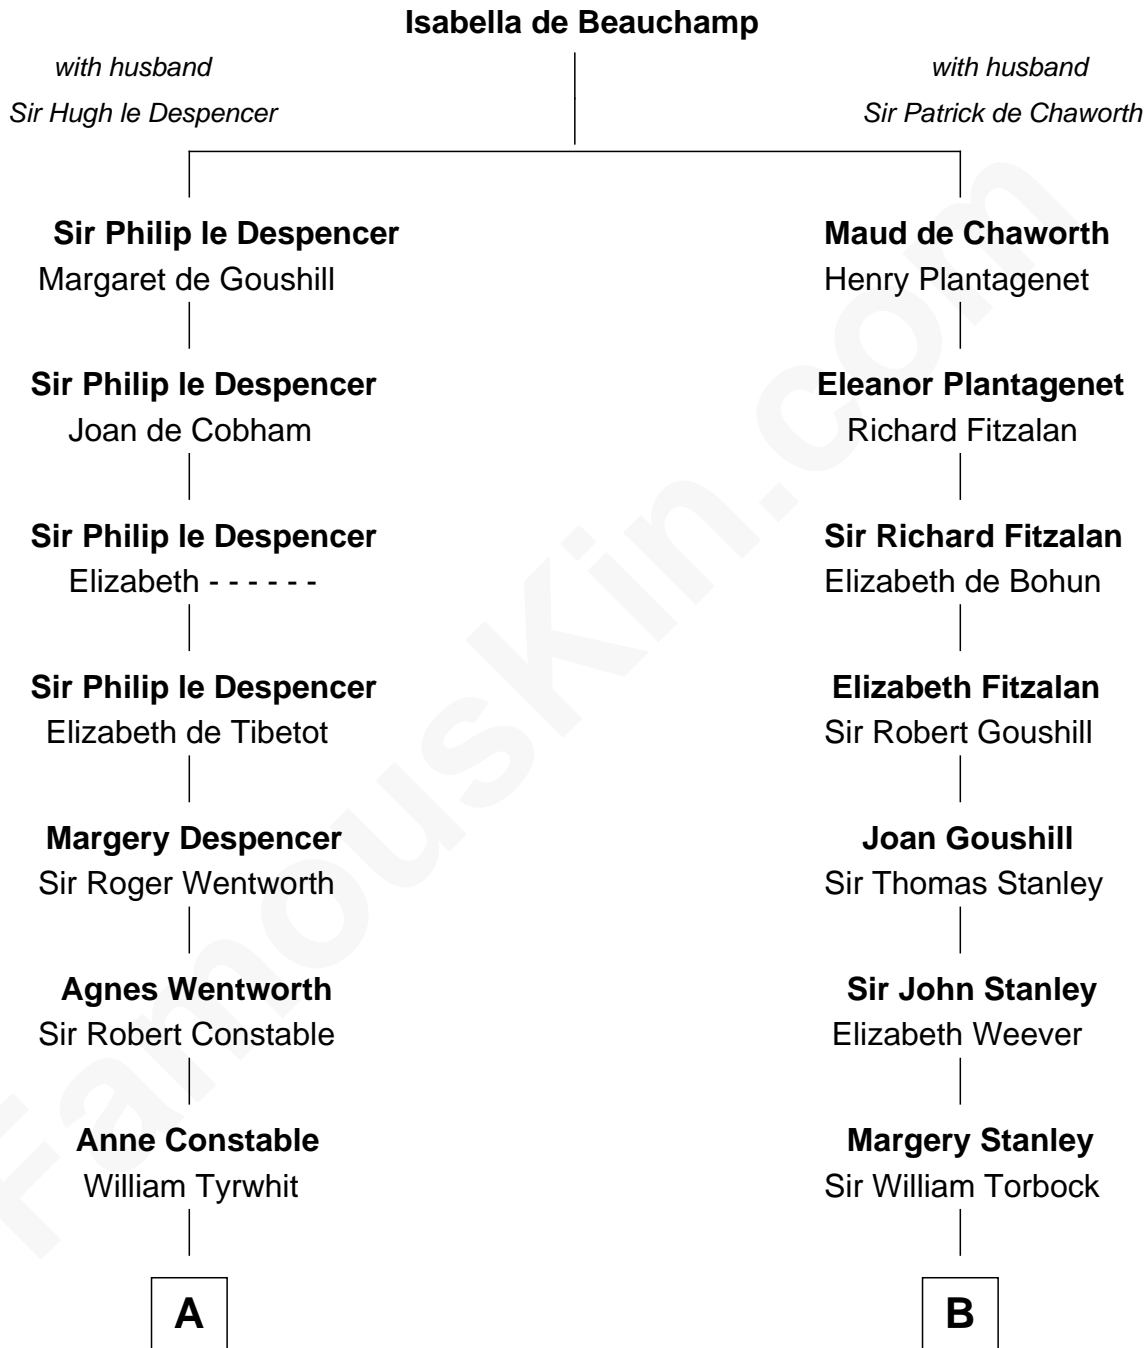 Isabella de Beauchamp
with husband
Sir Hugh le Despencer
with husband
Sir Patrick de Chaworth
Sir Philip le Despencer
Margaret de Goushill
Maud de Chaworth
Henry Plantagenet
Sir Philip le Despencer
Joan de Cobham
Eleanor Plantagenet
Richard Fitzalan
Sir Philip le Despencer
Elizabeth - - - - - -
Sir Richard Fitzalan
Elizabeth de Bohun
Sir Philip le Despencer
Elizabeth de Tibetot
Elizabeth Fitzalan
Sir Robert Goushill
Margery Despencer
Sir Roger Wentworth
Joan Goushill
Sir Thomas Stanley
Agnes Wentworth
Sir Robert Constable
Sir John Stanley
Elizabeth Weever
Anne Constable
William Tyrwhit
Margery Stanley
Sir William Torbock
A
B
FamousKin.com